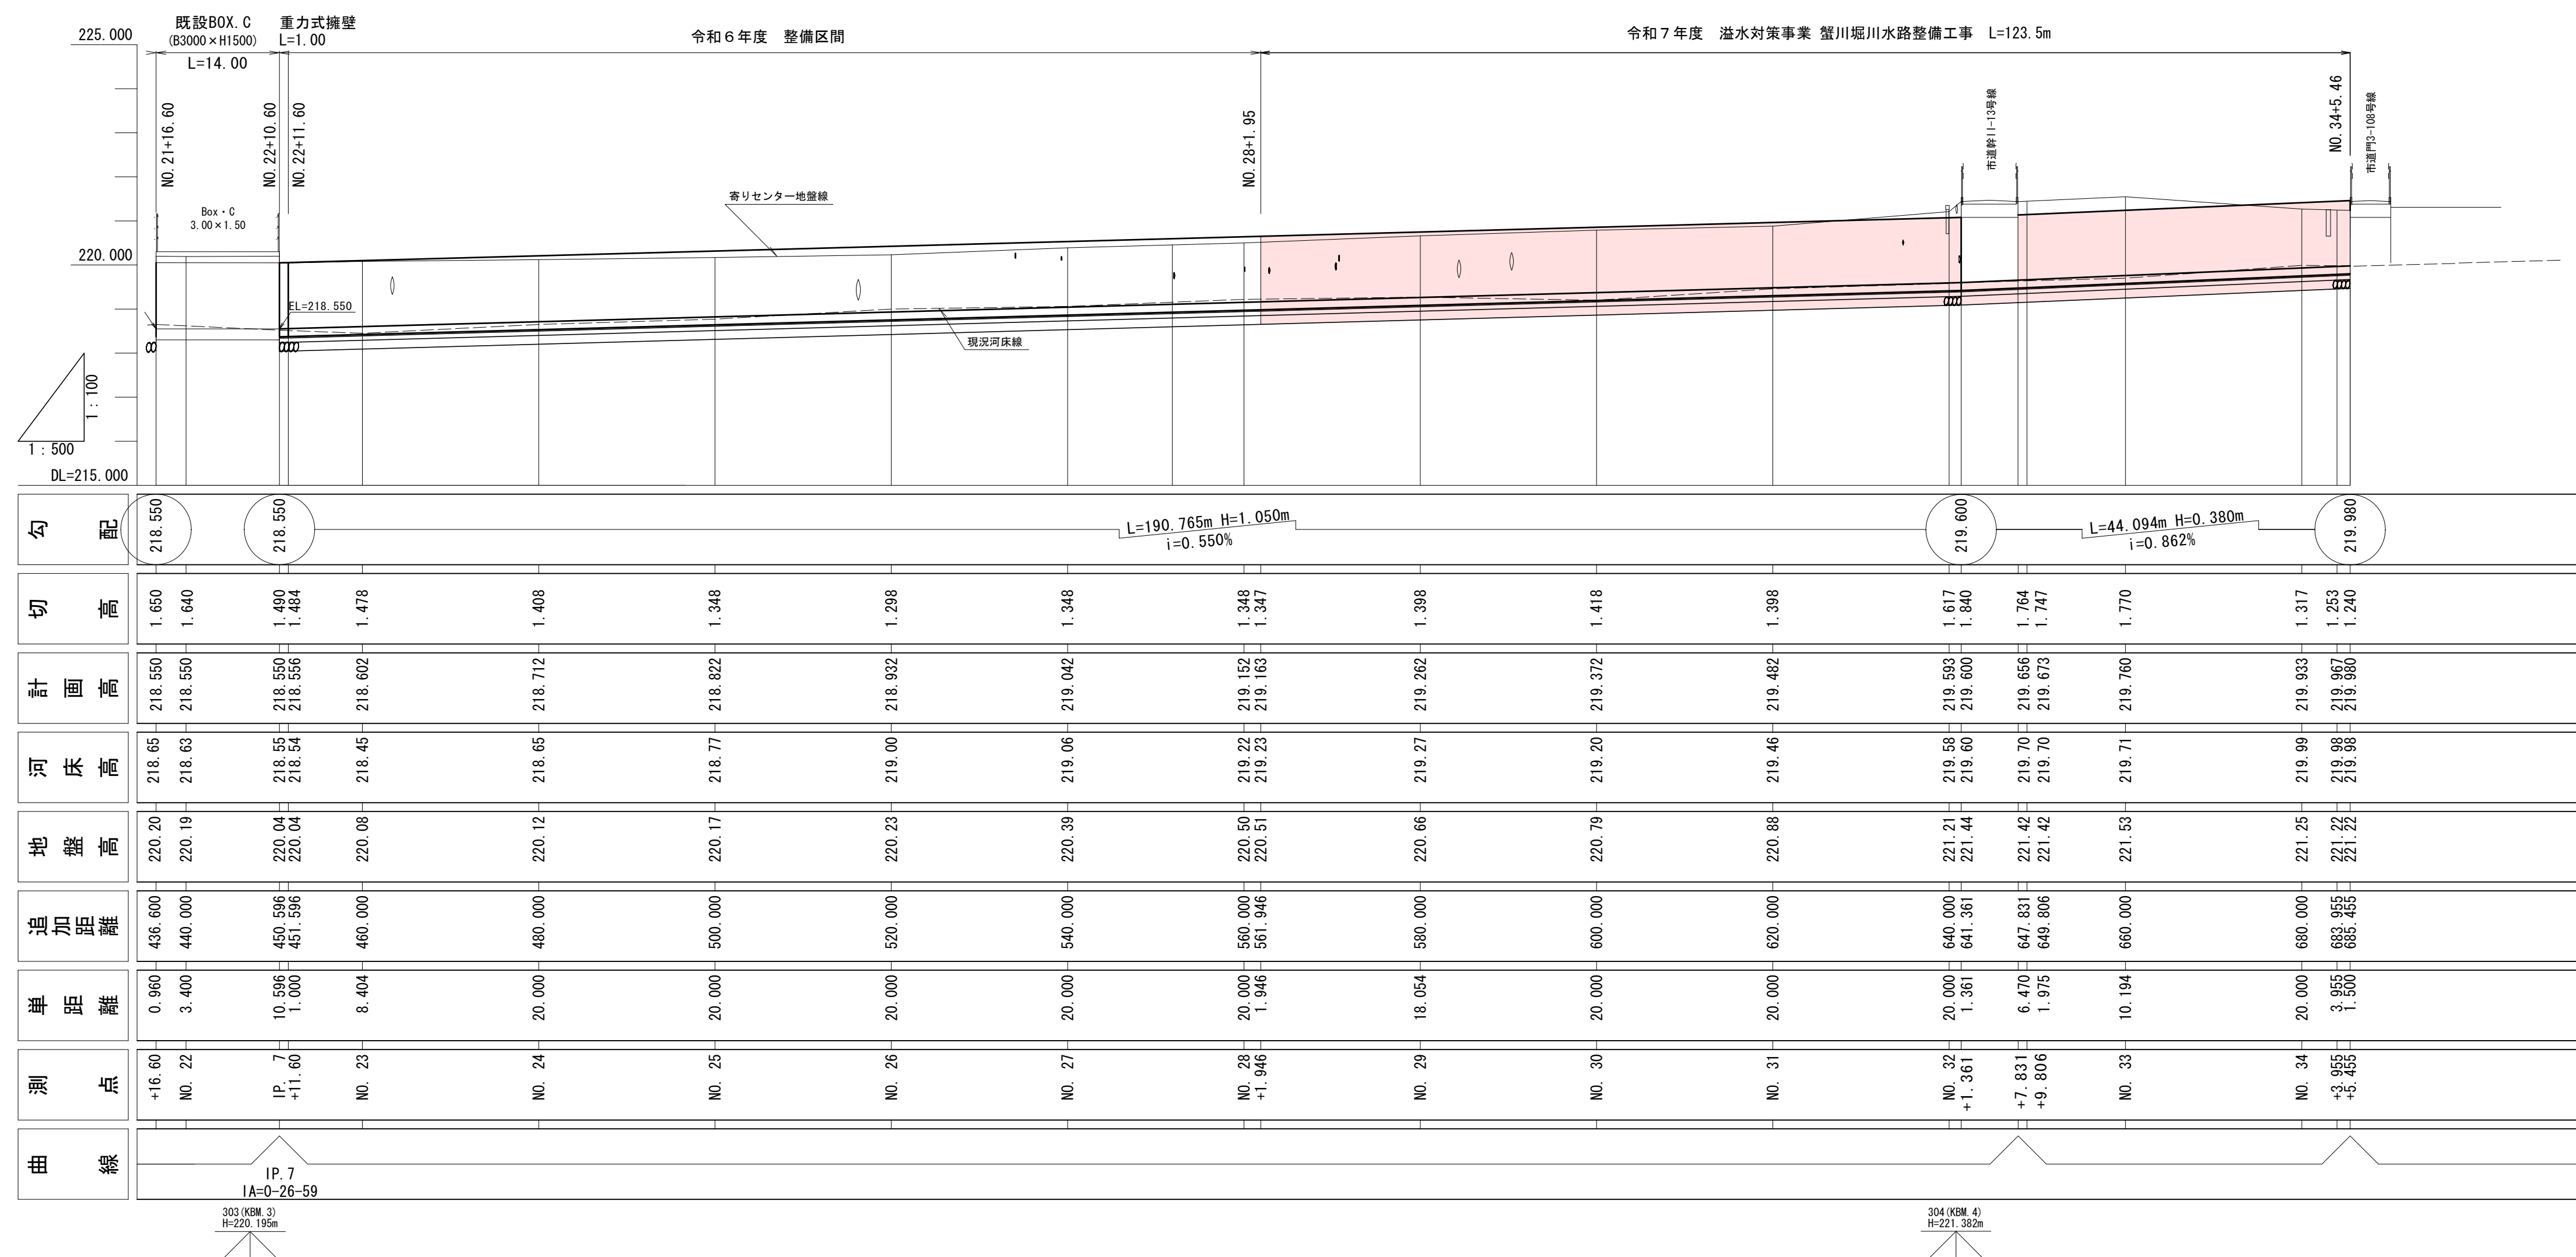 既設BOX.C
(B3000×H1500)
L=14.00
重力式擁壁
L=1.00
令和６年度　整備区間
令和７年度　溢水対策事業 蟹川堀川水路整備工事　L=123.5m
225.000
220.000
DL=215.000
1：100
1：500
NO.21+16.60
NO.22+10.60
NO.22+11.60
NO.28+1.95
市道幹II-13号線
NO.34+5.46
市道門3-108号線
Box・C
3.00×1.50
EL=218.550
寄りセンター地盤線
現況河床線
勾配
218.550
218.550
L=190.765m H=1.050m
i=0.550%
219.600
L=44.094m H=0.380m
i=0.862%
219.980
切高
1.650
1.640
1.490
1.484
1.478
1.408
1.348
1.298
1.348
1.348
1.347
1.398
1.418
1.398
1.617
1.840
1.764
1.747
1.770
1.317
1.253
1.240
計画高
218.550
218.550
218.550
218.556
218.602
218.712
218.822
218.932
219.042
219.152
219.163
219.262
219.372
219.482
219.593
219.600
219.656
219.673
219.760
219.933
219.967
219.980
河床高
218.65
218.63
218.55
218.54
218.45
218.65
218.77
219.00
219.06
219.22
219.23
219.27
219.20
219.46
219.58
219.60
219.70
219.70
219.71
219.99
219.98
219.98
地盤高
220.20
220.19
220.04
220.04
220.08
220.12
220.17
220.23
220.39
220.50
220.51
220.66
220.79
220.88
221.21
221.44
221.42
221.42
221.53
221.25
221.22
221.22
追加距離
436.600
440.000
450.596
451.596
460.000
480.000
500.000
520.000
540.000
560.000
561.946
580.000
600.000
620.000
640.000
641.361
647.831
649.806
660.000
680.000
683.955
685.455
単距離
0.960
3.400
10.596
1.000
8.404
20.000
20.000
20.000
20.000
20.000
1.946
18.054
20.000
20.000
20.000
1.361
6.470
1.975
10.194
20.000
3.955
1.500
測点
+16.60
NO. 22
IP. 7
+11.60
NO. 23
NO. 24
NO. 25
NO. 26
NO. 27
NO. 28
+1.946
NO. 29
NO. 30
NO. 31
NO. 32
+1.361
+7.831
+9.806
NO. 33
NO. 34
+3.955
+5.455
曲線
IP.7
IA=0-26-59
303(KBM.3)
H=220.195m
304(KBM.4)
H=221.382m